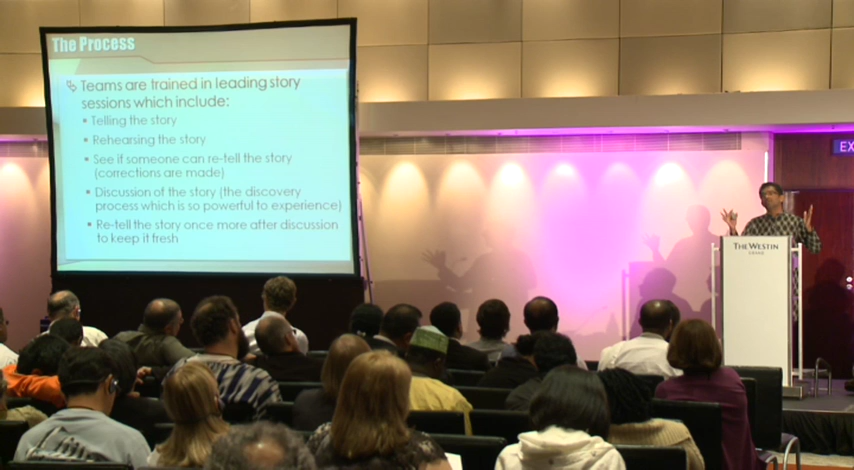 The Process
Teams are trained in leading story
sessions which include:
Telling the story
Rehearsing the story
See if someone can re-tell the story
(corrections are made)
Discussion of the story (the discovery
process which is so powerful to experience)
Re-tell the story once more after discussion
to keep it fresh
EX
THE WESTIN